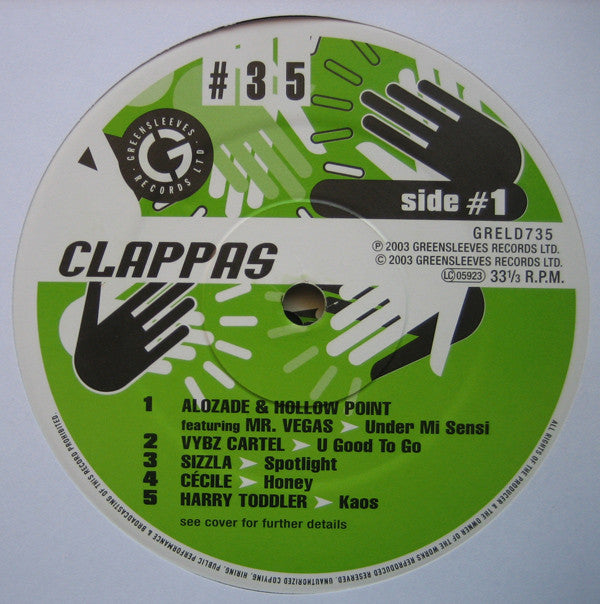 #35
GREENSLEEVES
RECORDS LTD
G
side #1
GRELD735
℗ 2003 GREENSLEEVES RECORDS LTD.
© 2003 GREENSLEEVES RECORDS LTD.
LC 05923 33⅓ R.P.M.
CLAPPAS
1 ALOZADE & HOLLOW POINT
featuring MR. VEGAS ➤ Under Mi Sensi
2 VYBZ CARTEL ➤ U Good To Go
3 SIZZLA ➤ Spotlight
4 CÉCILE ➤ Honey
5 HARRY TODDLER ➤ Kaos
see cover for further details
ALL RIGHTS OF THE PRODUCER & THE OWNER OF THE WORKS REPRODUCED RESERVED. UNAUTHORIZED COPYING, HIRING, PUBLIC PERFORMANCE & BROADCASTING OF THIS RECORD PROHIBITED.